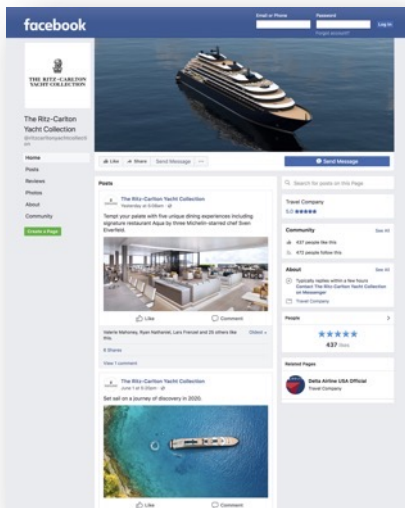 facebook
Email or Phone
Password
Log In
Forgot account?
THE RITZ-CARLTON
YACHT COLLECTION
The Ritz-Carlton
Yacht Collection
Home
Posts
Reviews
Photos
About
Community
Create a Page
Like
Share
Send Message
Send Message
Posts
The Ritz-Carlton Yacht Collection
Tempt your palate with five unique dining experiences including
signature restaurant Aqua by three Michelin-starred chef Sven
Elverfeld.
Like
Comment
Valerie Mahoney, Ryan Nathaniel, Lars Frenzel and 25 others like
this.
Oldest
View 1 comment
The Ritz-Carlton Yacht Collection
Set sail on a journey of discovery in 2020.
Like
Comment
Search for posts on this Page
Travel Company
5.0
Community
See All
437 people like this
472 people follow this
About
See All
Typically replies within a few hours
Contact The Ritz-Carlton Yacht Collection
on Messenger
Travel Company
People
437 likes
Related Pages
Delta Airline USA Official
Travel Company